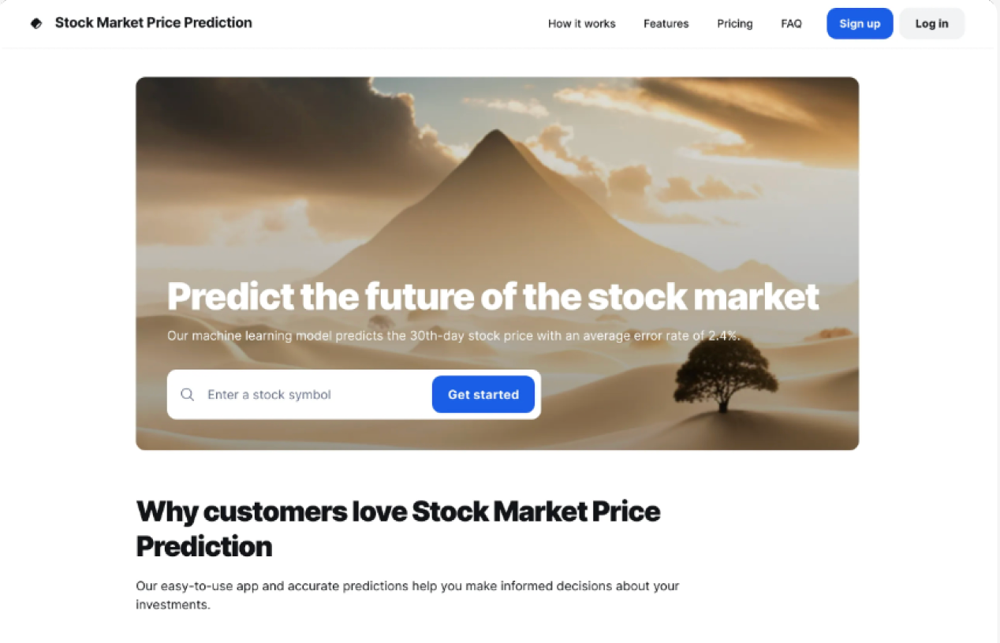 Stock Market Price Prediction
How it works
Features
Pricing
FAQ
Sign up
Log in
Predict the future of the stock market
Our machine learning model predicts the 30th-day stock price with an average error rate of 2.4%.
Enter a stock symbol
Get started
Why customers love Stock Market Price
Prediction
Our easy-to-use app and accurate predictions help you make informed decisions about your
investments.